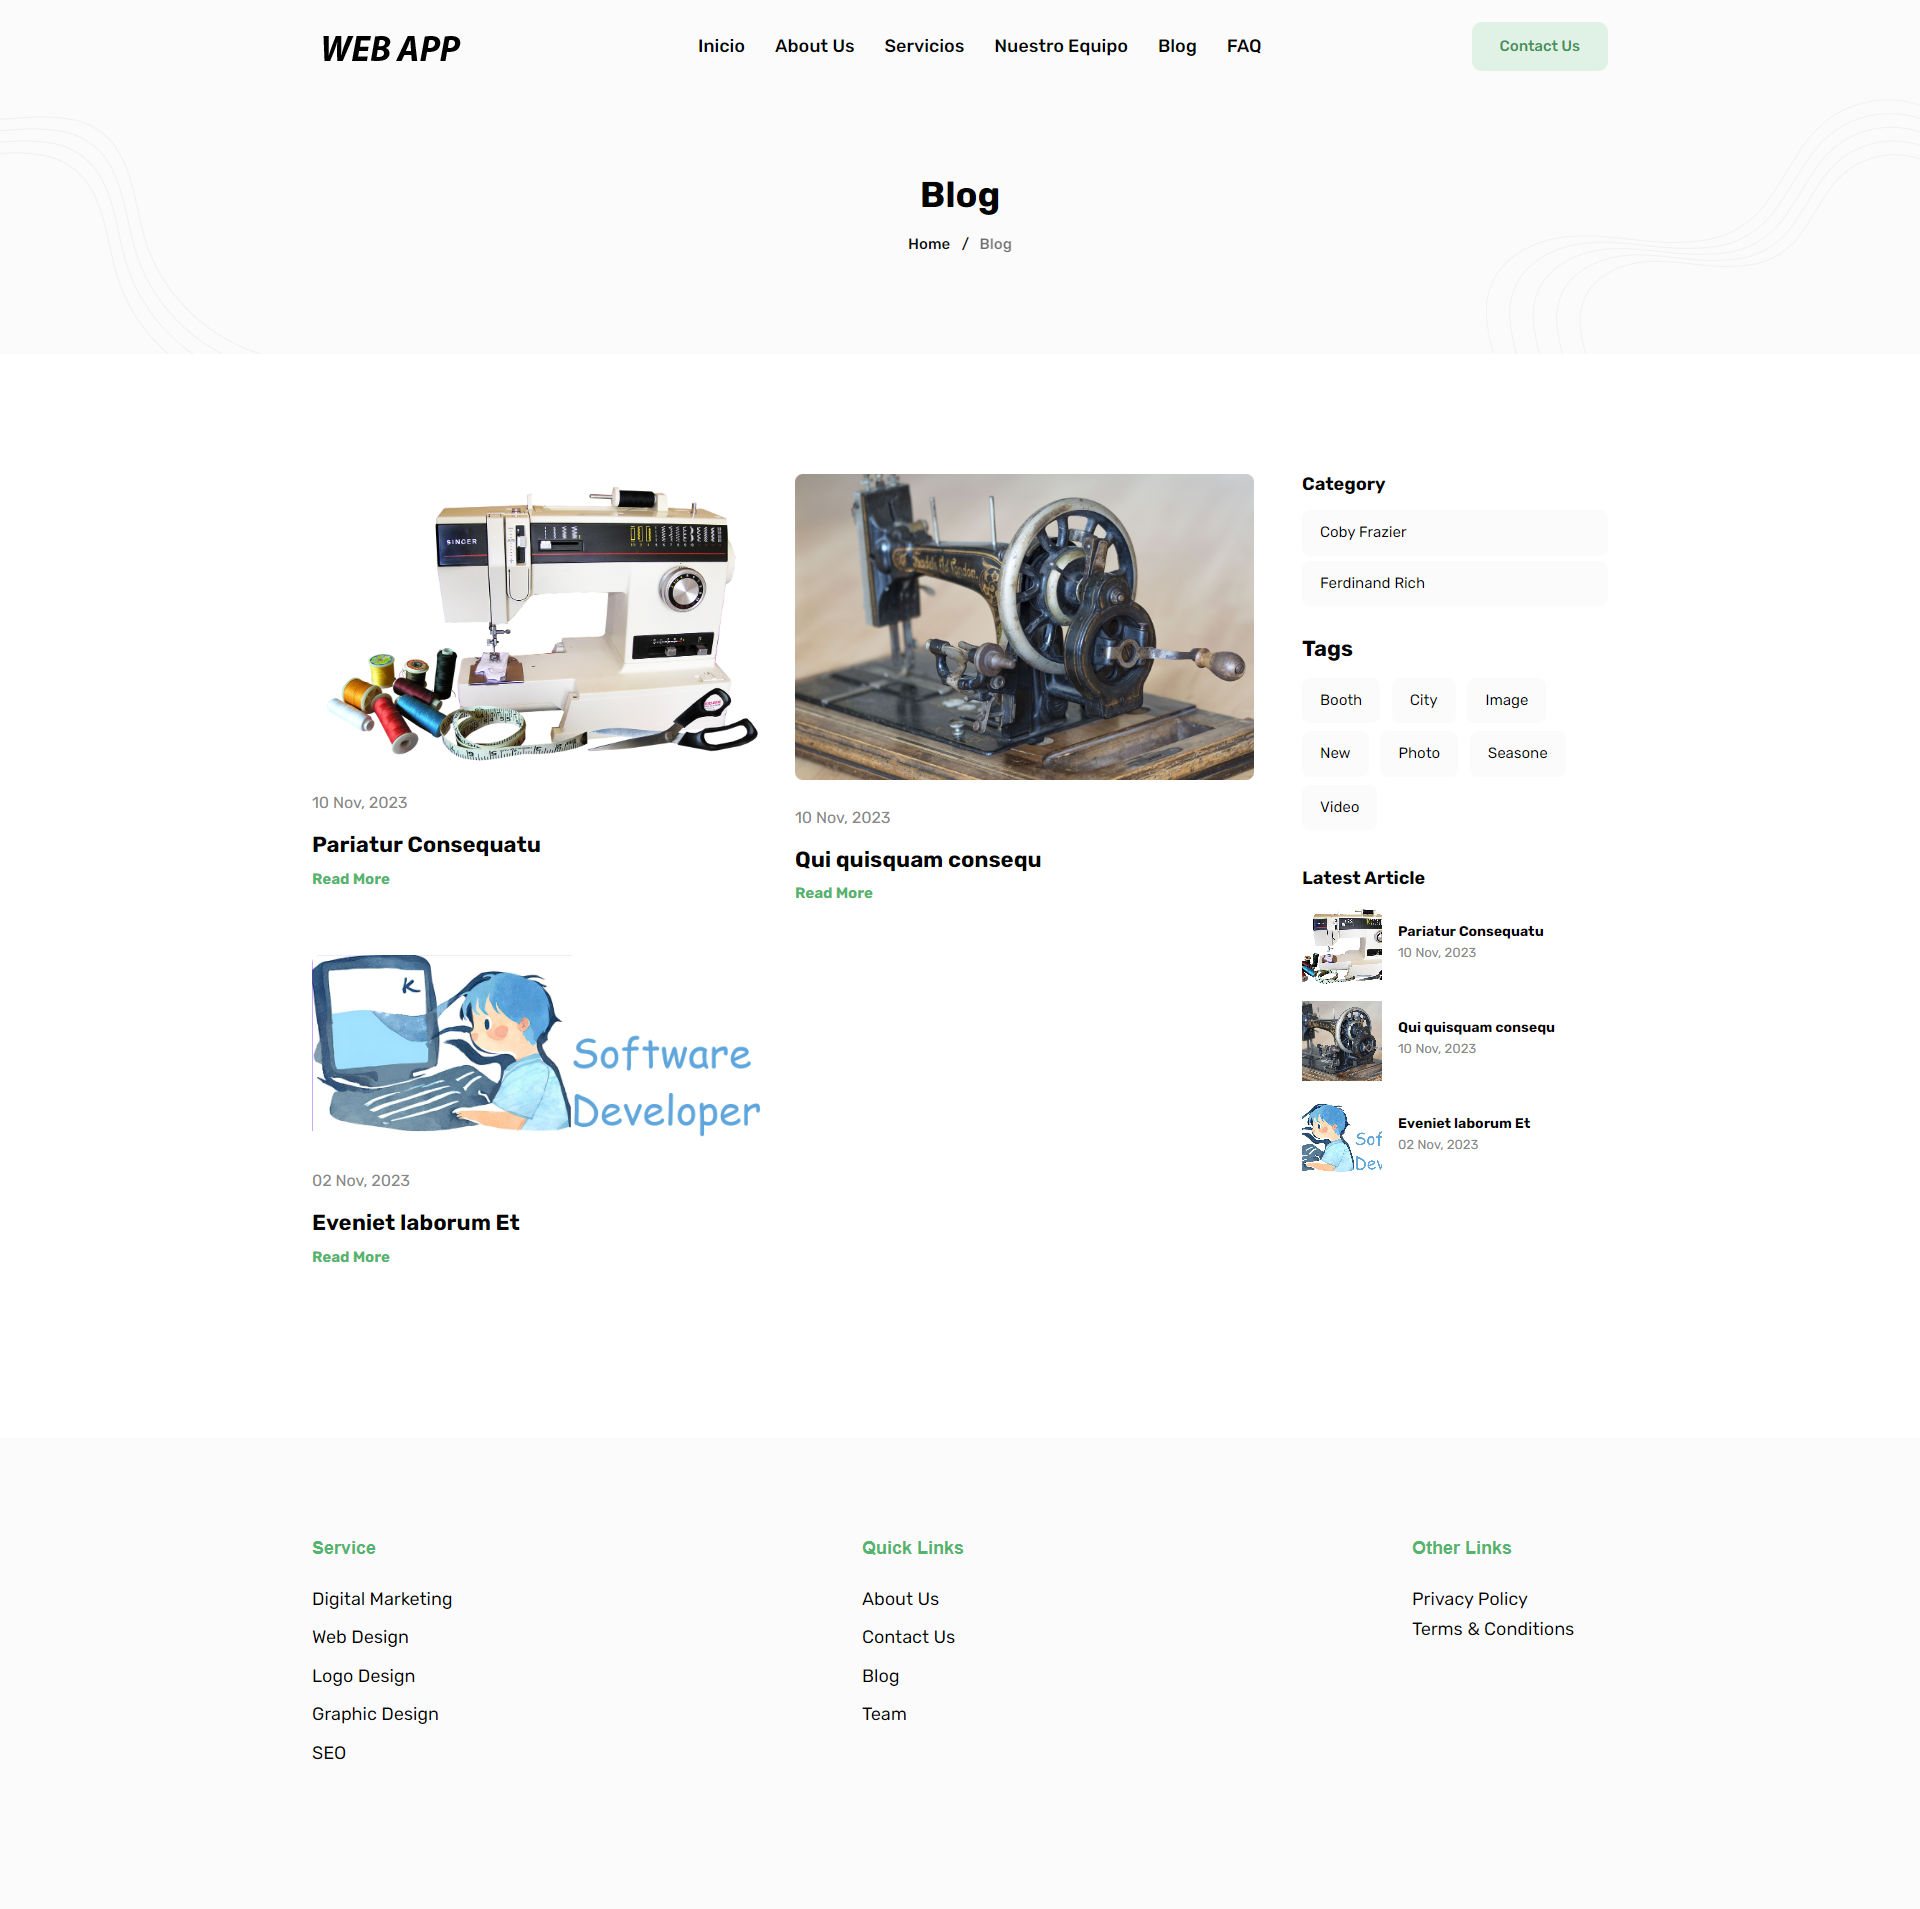 WEB APP
Inicio About Us Servicios Nuestro Equipo Blog FAQ
Contact Us
Blog
Home / Blog
SINGER
10 Nov, 2023
Pariatur Consequatu
Read More
10 Nov, 2023
Qui quisquam consequ
Read More
K
Software
Developer
02 Nov, 2023
Eveniet laborum Et
Read More
Category
Coby Frazier
Ferdinand Rich
Tags
Booth City Image
New Photo Seasone
Video
Latest Article
Pariatur Consequatu
10 Nov, 2023
Qui quisquam consequ
10 Nov, 2023
Sof
Dev
Eveniet laborum Et
02 Nov, 2023
Service
Digital Marketing
Web Design
Logo Design
Graphic Design
SEO
Quick Links
About Us
Contact Us
Blog
Team
Other Links
Privacy Policy
Terms & Conditions